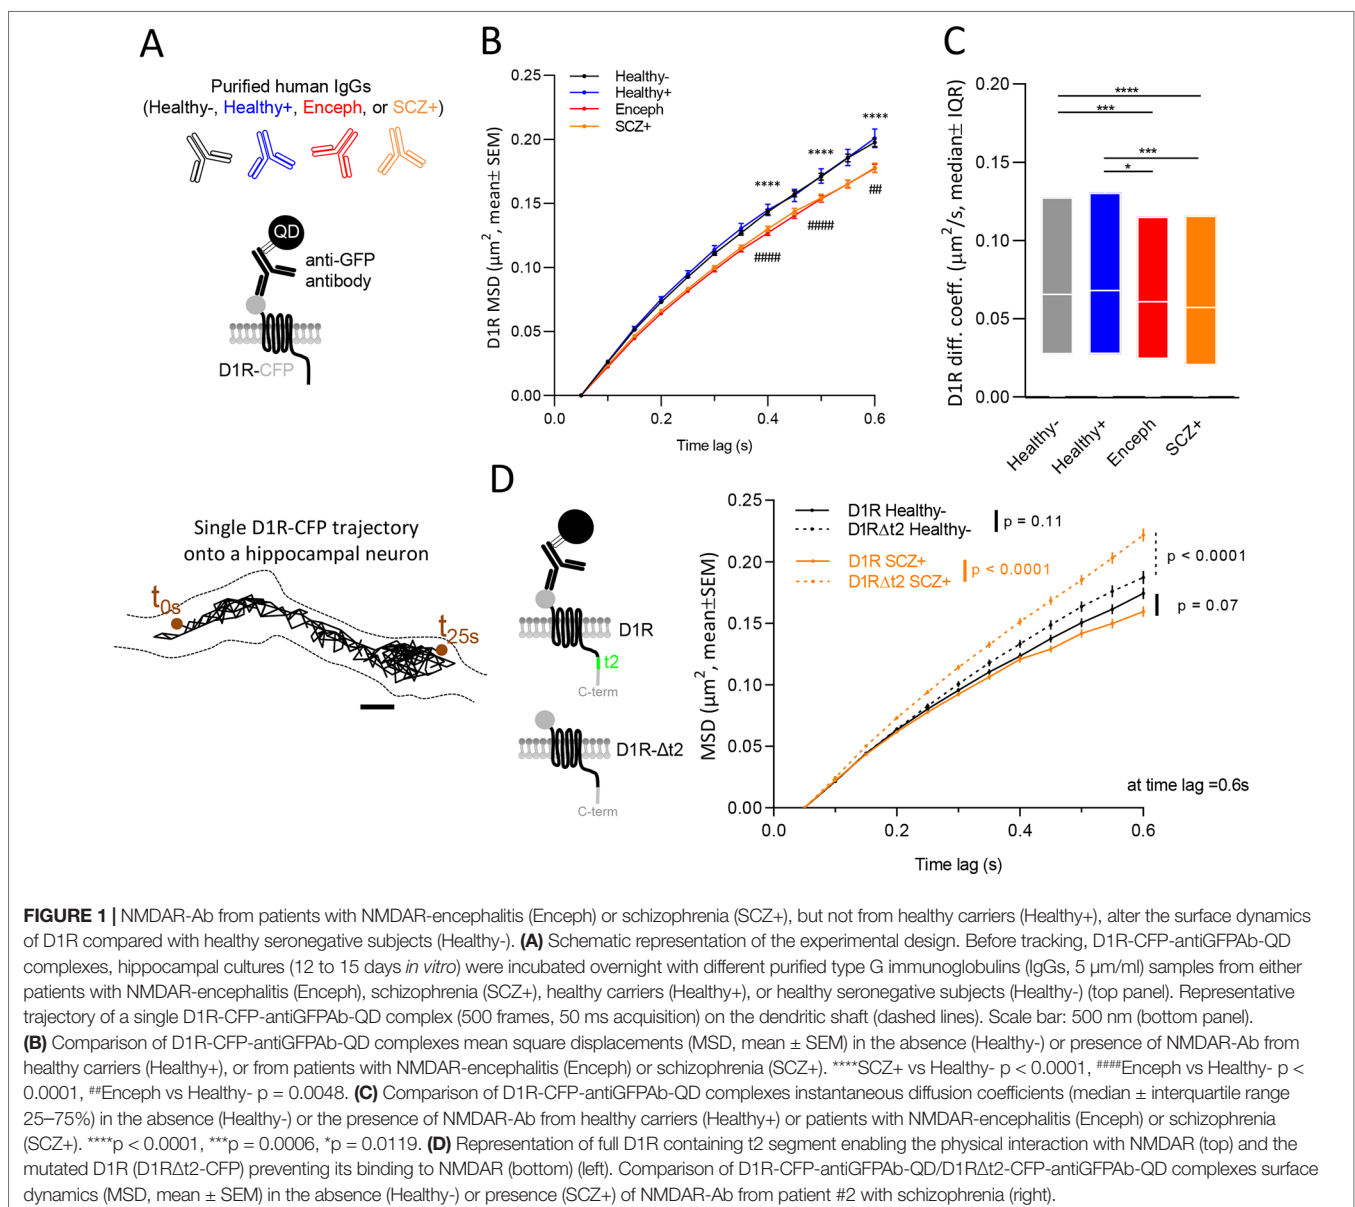 A
Purified human IgGs
(Healthy-, Healthy+, Enceph, or SCZ+)
QD
anti-GFP
antibody
D1R-CFP
Single D1R-CFP trajectory
onto a hippocampal neuron
t0s
t25s
B
Healthy-
Healthy+
Enceph
SCZ+
D1R MSD (µm², mean± SEM)
0.25
0.20
0.15
0.10
0.05
0.00
****
****
****
##
####
####
0.0
0.2
0.4
0.6
Time lag (s)
C
D1R diff. coeff. (µm²/s, median± IQR)
0.20
0.15
0.10
0.05
0.00
****
***
***
*
Healthy-
Healthy+
Enceph
SCZ+
D
D1R
t2
C-term
D1R-Δt2
C-term
MSD (µm², mean±SEM)
0.25
0.20
0.15
0.10
0.05
0.00
D1R Healthy-
D1RΔt2 Healthy-
p = 0.11
D1R SCZ+
D1RΔt2 SCZ+
p < 0.0001
p < 0.0001
p = 0.07
at time lag =0.6s
0.0
0.2
0.4
0.6
Time lag (s)
FIGURE 1 | NMDAR-Ab from patients with NMDAR-encephalitis (Enceph) or schizophrenia (SCZ+), but not from healthy carriers (Healthy+), alter the surface dynamics
of D1R compared with healthy seronegative subjects (Healthy-). (A) Schematic representation of the experimental design. Before tracking, D1R-CFP-antiGFPAb-QD
complexes, hippocampal cultures (12 to 15 days in vitro) were incubated overnight with different purified type G immunoglobulins (IgGs, 5 µm/ml) samples from either
patients with NMDAR-encephalitis (Enceph), schizophrenia (SCZ+), healthy carriers (Healthy+), or healthy seronegative subjects (Healthy-) (top panel). Representative
trajectory of a single D1R-CFP-antiGFPAb-QD complex (500 frames, 50 ms acquisition) on the dendritic shaft (dashed lines). Scale bar: 500 nm (bottom panel).
(B) Comparison of D1R-CFP-antiGFPAb-QD complexes mean square displacements (MSD, mean ± SEM) in the absence (Healthy-) or presence of NMDAR-Ab from
healthy carriers (Healthy+), or from patients with NMDAR-encephalitis (Enceph) or schizophrenia (SCZ+). ****SCZ+ vs Healthy- p < 0.0001, ####Enceph vs Healthy- p <
0.0001, ##Enceph vs Healthy- p = 0.0048. (C) Comparison of D1R-CFP-antiGFPAb-QD complexes instantaneous diffusion coefficients (median ± interquartile range
25–75%) in the absence (Healthy-) or the presence of NMDAR-Ab from healthy carriers (Healthy+) or patients with NMDAR-encephalitis (Enceph) or schizophrenia
(SCZ+). ****p < 0.0001, ***p = 0.0006, *p = 0.0119. (D) Representation of full D1R containing t2 segment enabling the physical interaction with NMDAR (top) and the
mutated D1R (D1RΔt2-CFP) preventing its binding to NMDAR (bottom) (left). Comparison of D1R-CFP-antiGFPAb-QD/D1RΔt2-CFP-antiGFPAb-QD complexes surface
dynamics (MSD, mean ± SEM) in the absence (Healthy-) or presence (SCZ+) of NMDAR-Ab from patient #2 with schizophrenia (right).